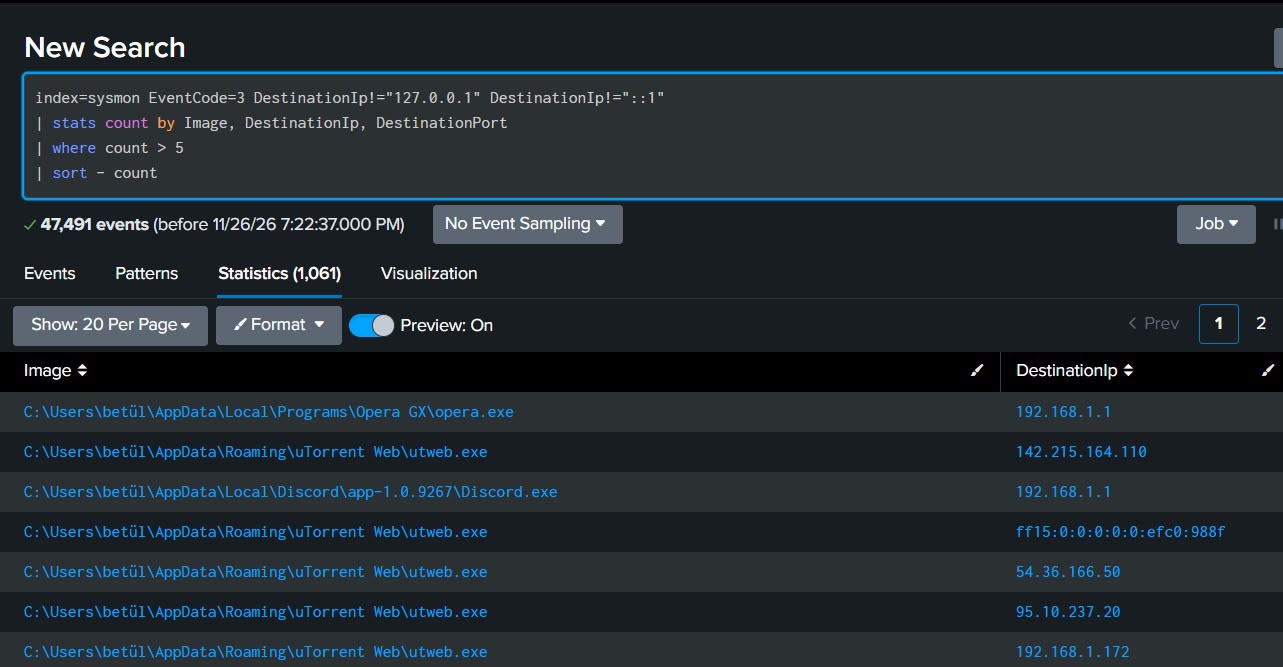 New Search
index=sysmon EventCode=3 DestinationIp!="127.0.0.1" DestinationIp!="::1"
| stats count by Image, DestinationIp, DestinationPort
| where count > 5
| sort - count
47,491 events (before 11/26/26 7:22:37.000 PM) No Event Sampling Job
Events Patterns Statistics (1,061) Visualization
Show: 20 Per Page Format Preview: On < Prev 1 2
Image DestinationIp
C:\Users\betül\AppData\Local\Programs\Opera GX\opera.exe 192.168.1.1
C:\Users\betül\AppData\Roaming\uTorrent Web\utweb.exe 142.215.164.110
C:\Users\betül\AppData\Local\Discord\app-1.0.9267\Discord.exe 192.168.1.1
C:\Users\betül\AppData\Roaming\uTorrent Web\utweb.exe ff15:0:0:0:0:0:efc0:988f
C:\Users\betül\AppData\Roaming\uTorrent Web\utweb.exe 54.36.166.50
C:\Users\betül\AppData\Roaming\uTorrent Web\utweb.exe 95.10.237.20
C:\Users\betül\AppData\Roaming\uTorrent Web\utweb.exe 192.168.1.172